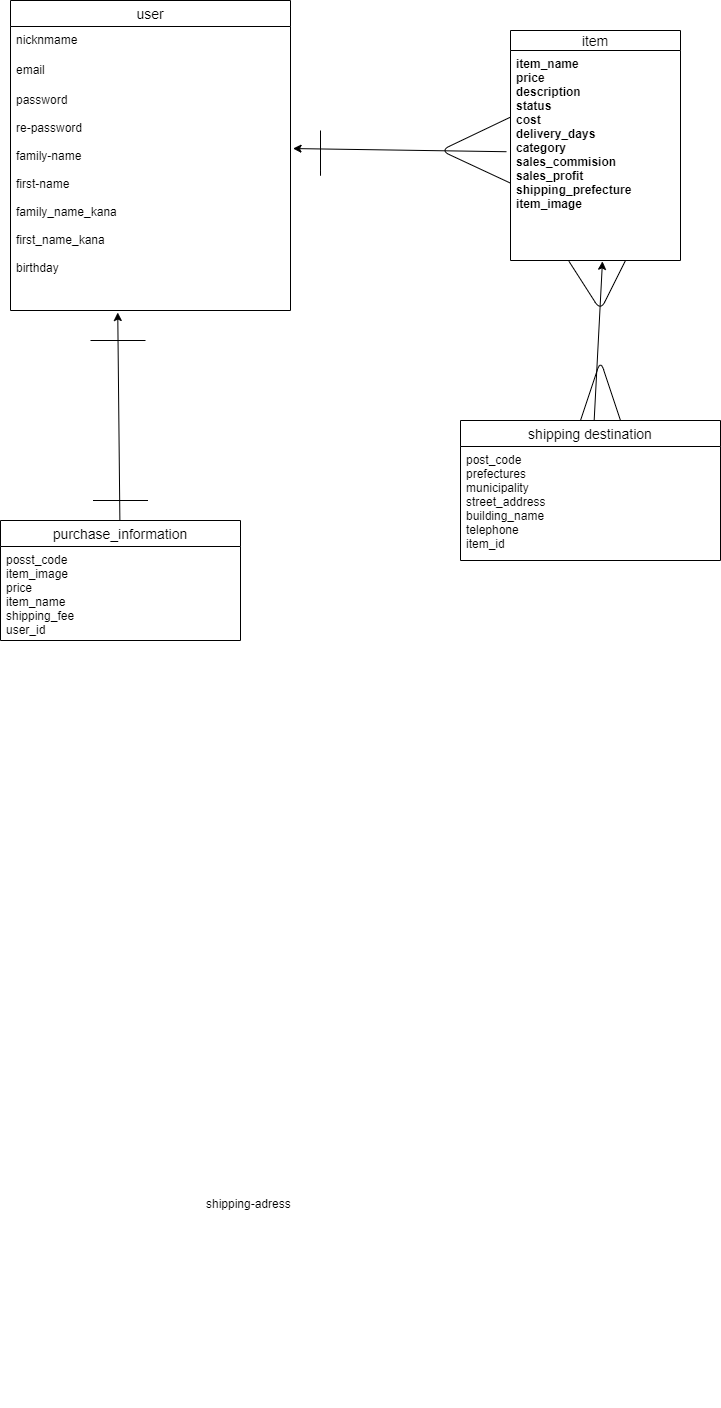 user
nicknmame
email
password
re-password
family-name
first-name
family_name_kana
first_name_kana
birthday
item
item_name
price
description
status
cost
delivery_days
category
sales_commision
sales_profit
shipping_prefecture
item_image
shipping destination
post_code
prefectures
municipality
street_address
building_name
telephone
item_id
purchase_information
posst_code
item_image
price
item_name
shipping_fee
user_id
shipping-adress